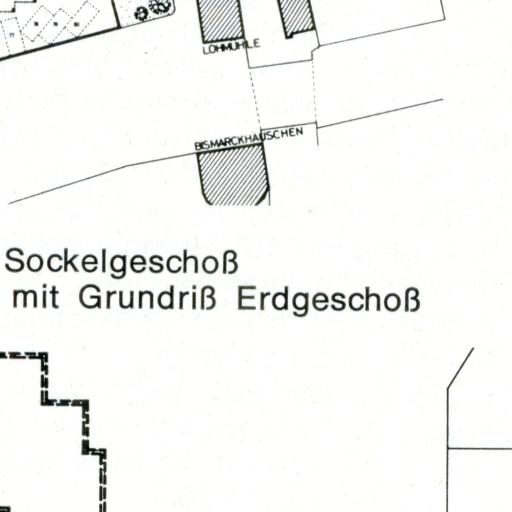 LOHMÜHLE
BISMARCKHÄUSCHEN
Sockelgeschoß
mit Grundriß Erdgeschoß